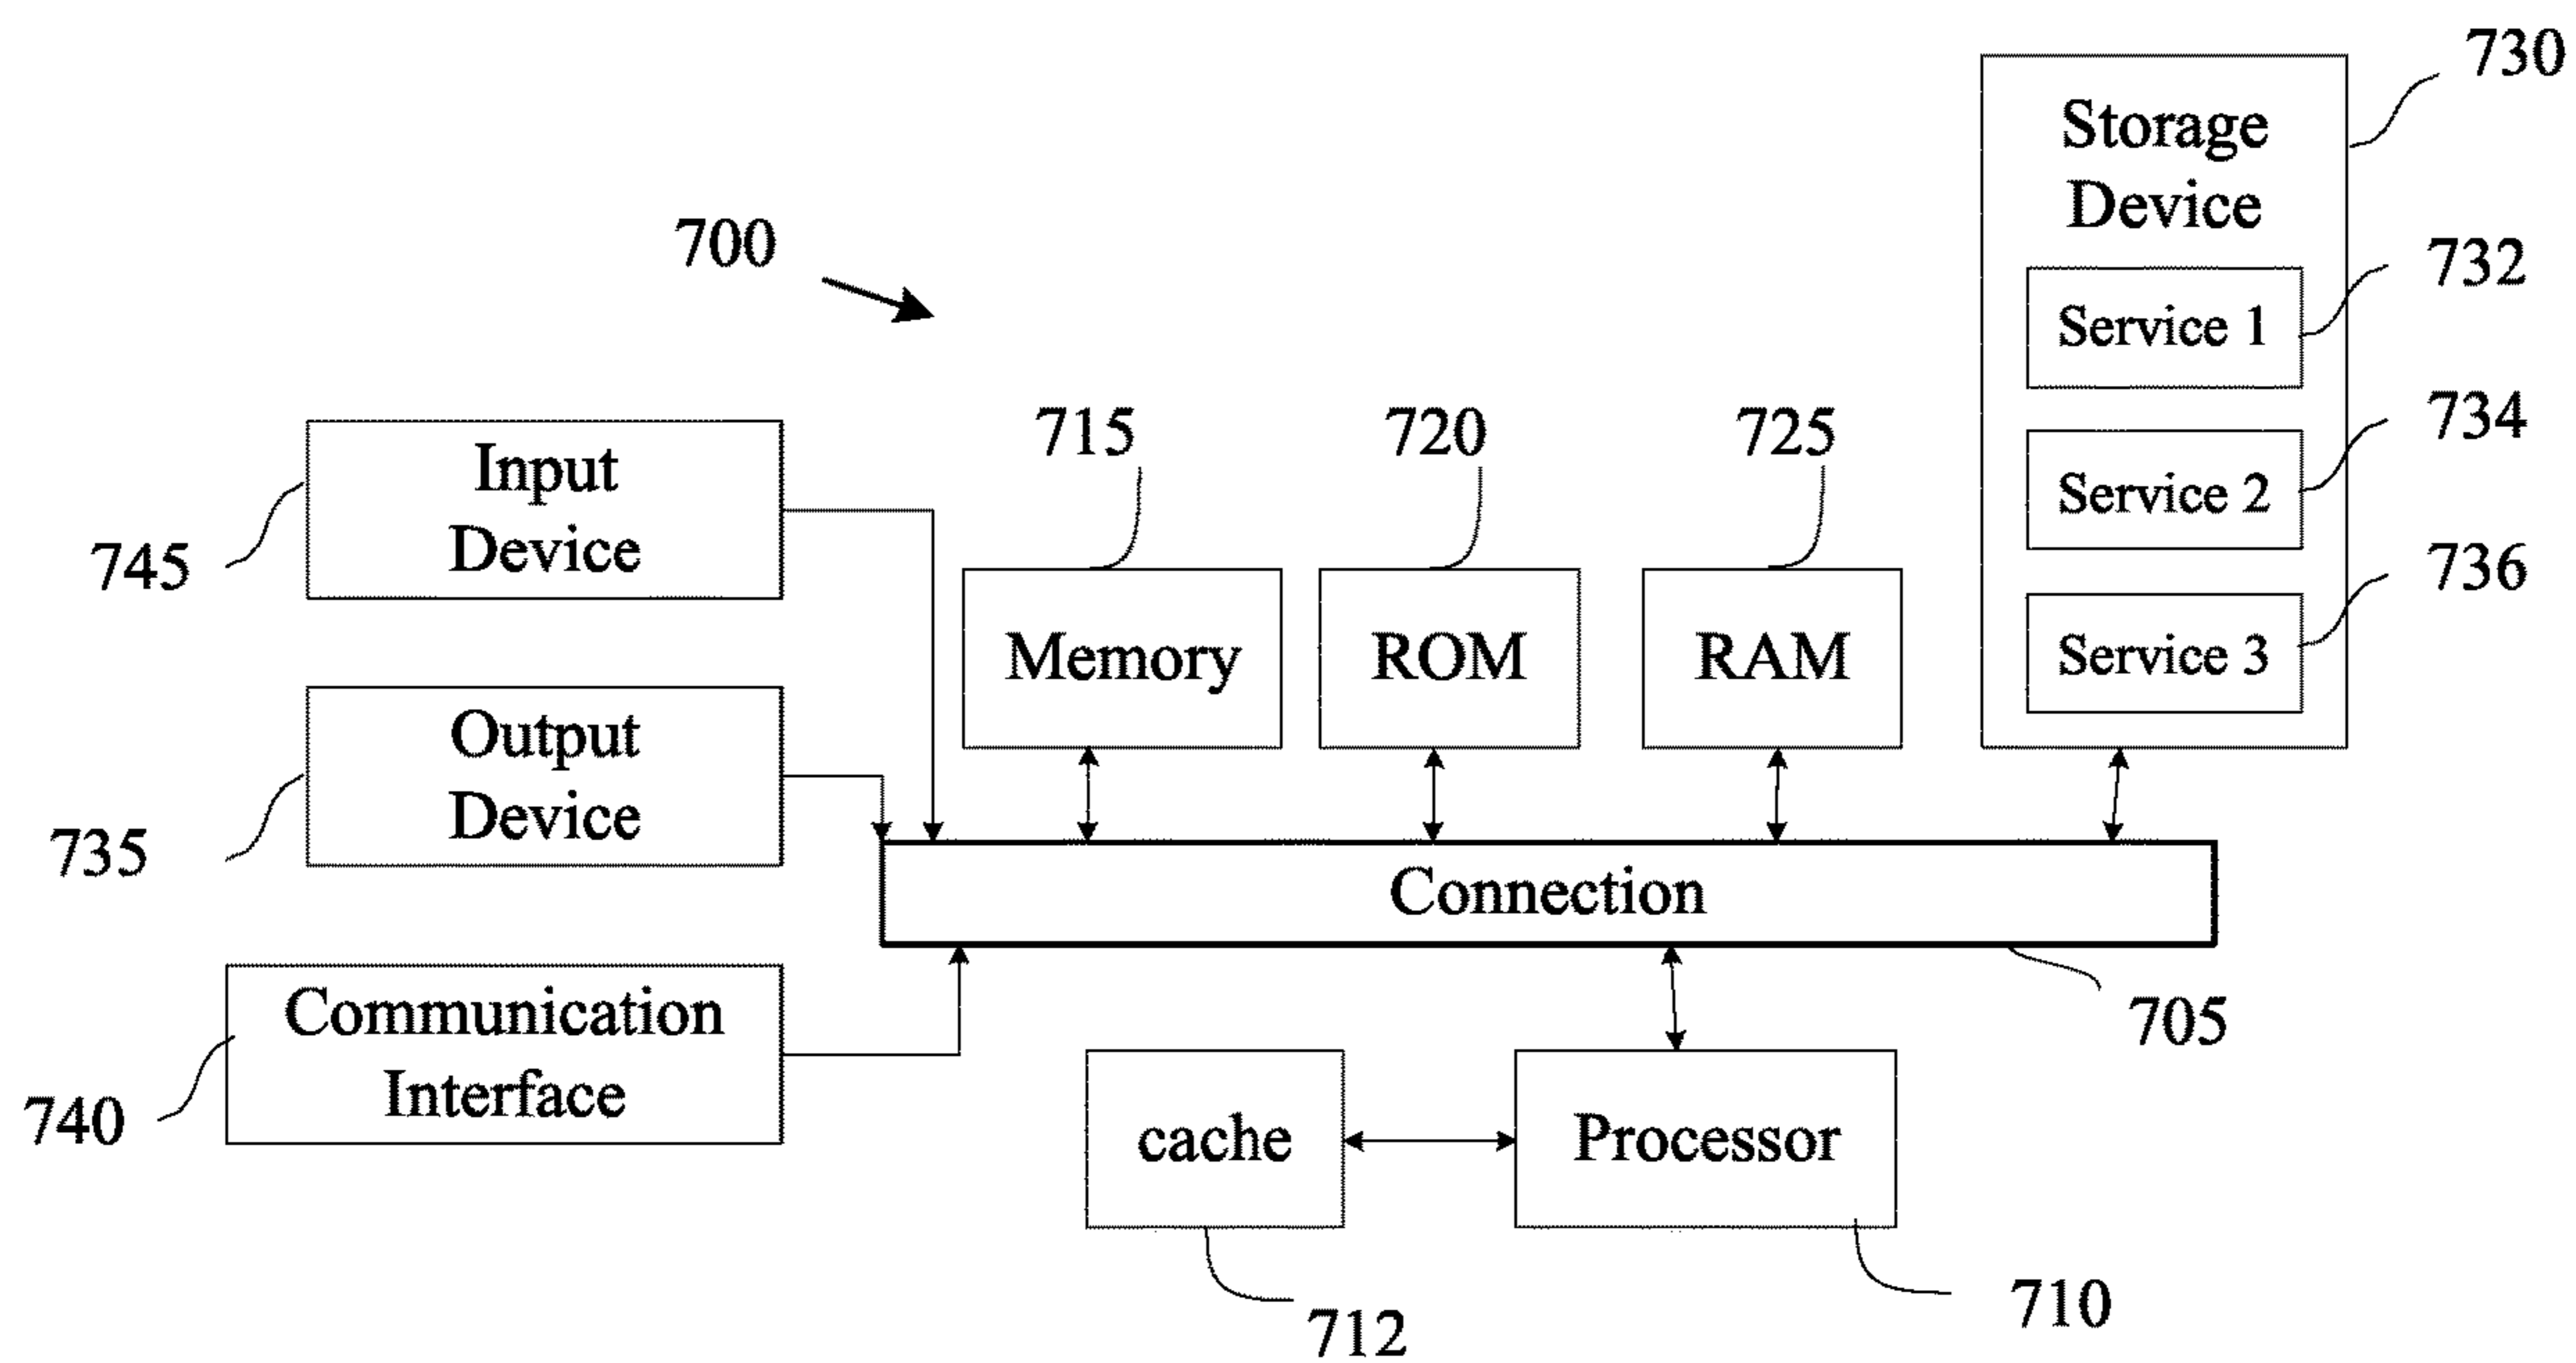 730
Storage
Device
700
732
Service 1
715
720
725
734
Input
Device
Service 2
745
736
Memory
ROM
RAM
Service 3
Output
Device
735
Connection
Communication
Interface
705
740
cache
Processor
710
712